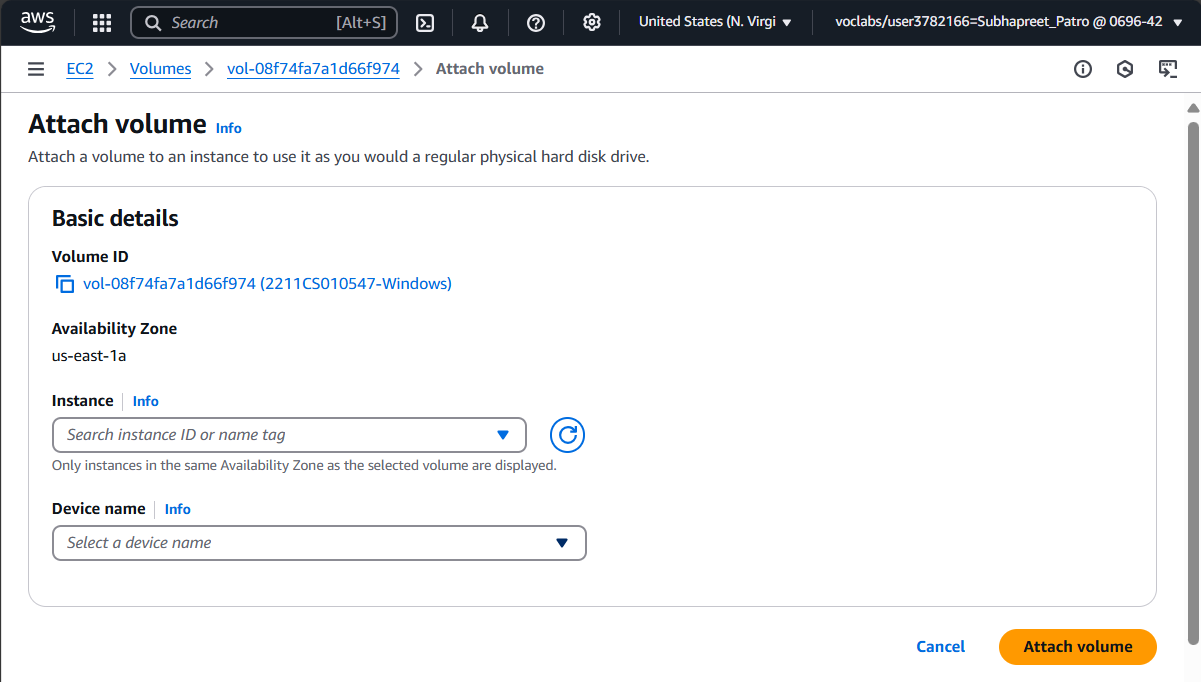 aws
Search [Alt+S]
United States (N. Virgi
voclabs/user3782166=Subhapreet_Patro @ 0696-42
EC2 > Volumes > vol-08f74fa7a1d66f974 > Attach volume
Attach volume Info
Attach a volume to an instance to use it as you would a regular physical hard disk drive.
Basic details
Volume ID
vol-08f74fa7a1d66f974 (2211CS010547-Windows)
Availability Zone
us-east-1a
Instance Info
Search instance ID or name tag
Only instances in the same Availability Zone as the selected volume are displayed.
Device name Info
Select a device name
Cancel
Attach volume